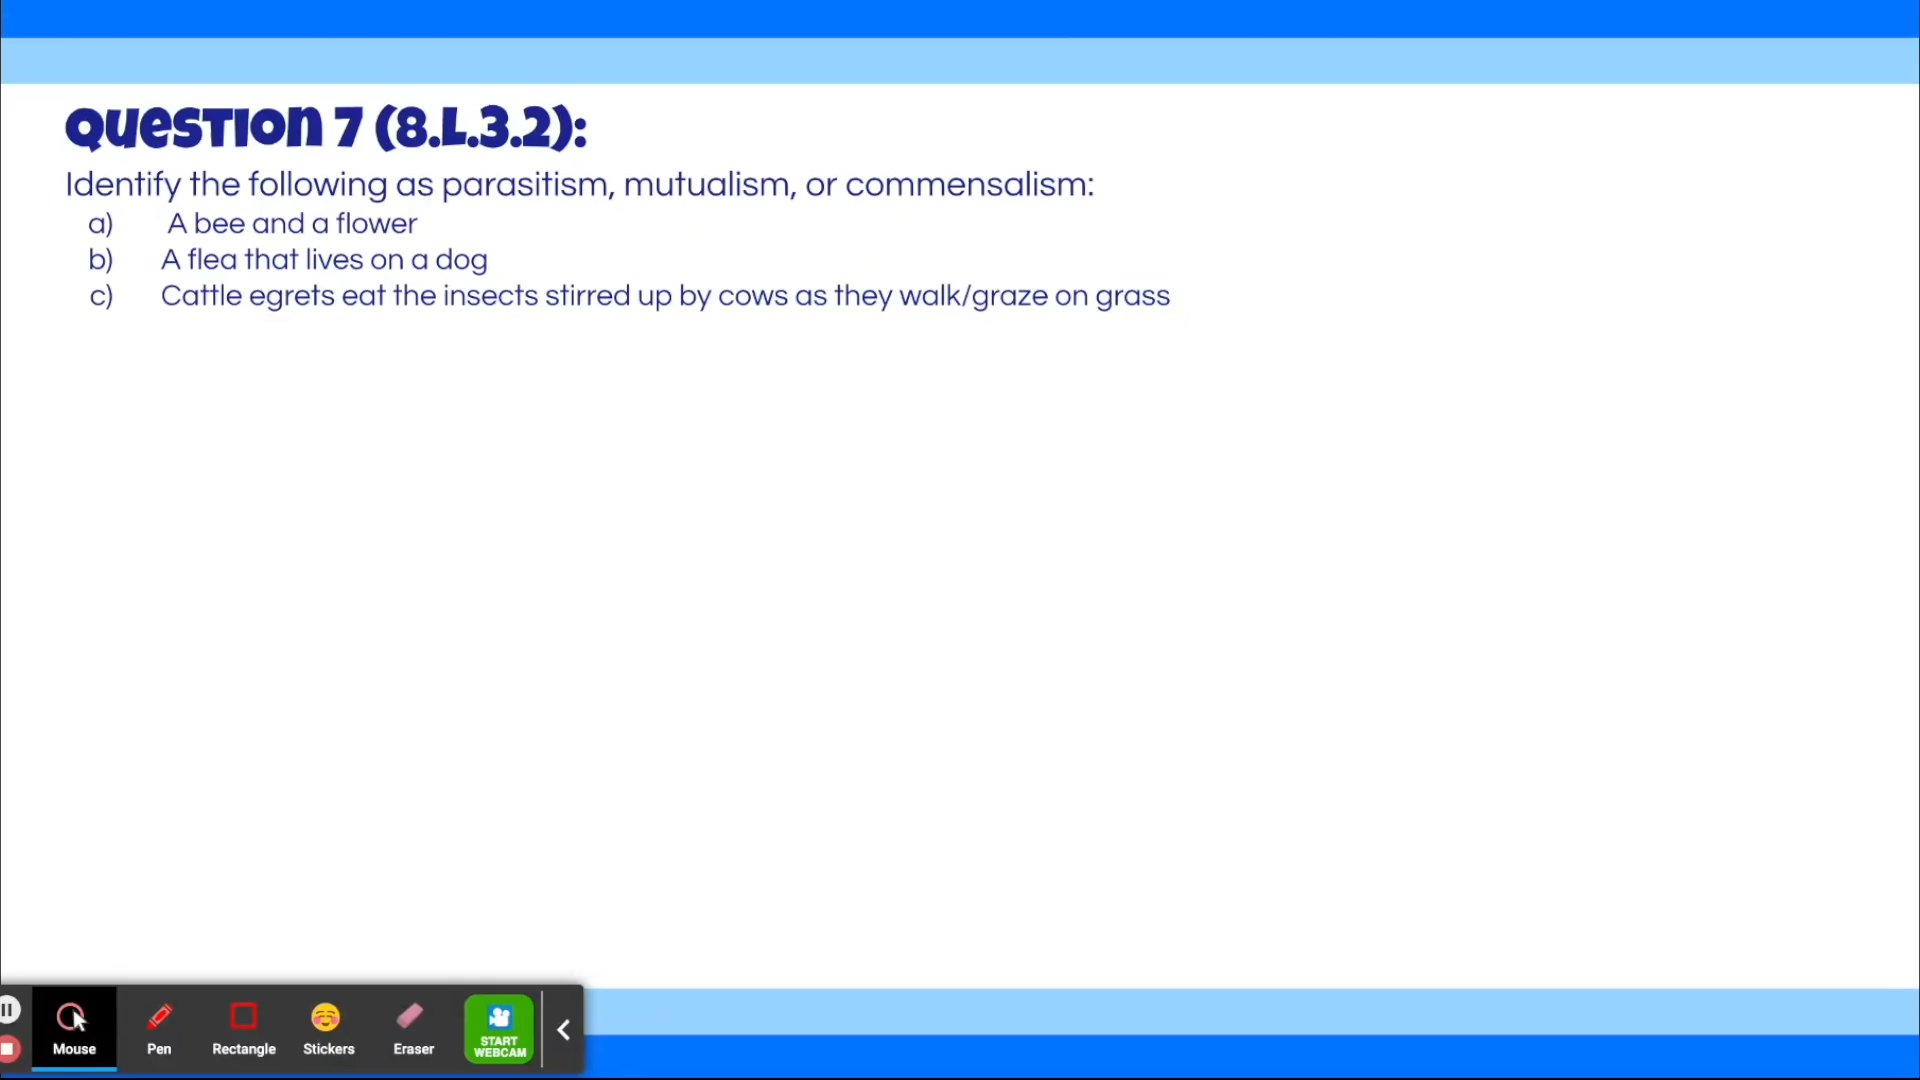 Question 7 (8.L.3.2):
Identify the following as parasitism, mutualism, or commensalism:
a) A bee and a flower
b) A flea that lives on a dog
c) Cattle egrets eat the insects stirred up by cows as they walk/graze on grass
Mouse Pen Rectangle Stickers Eraser START WEBCAM